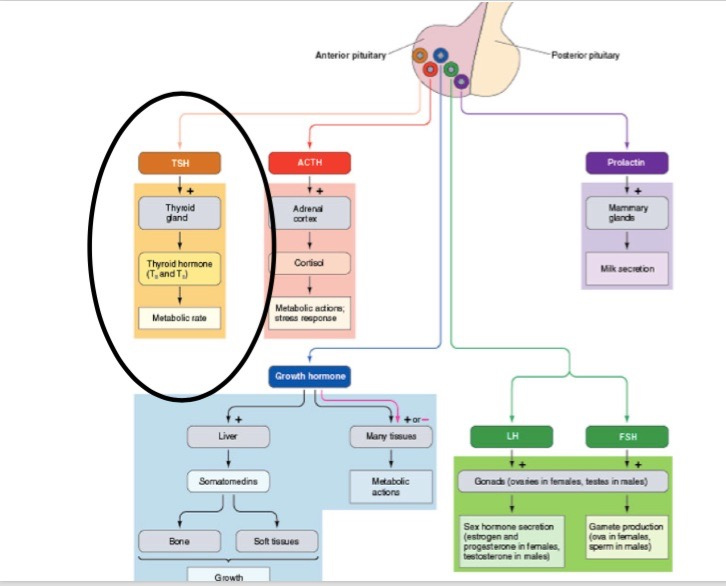 Anterior pituitary
Posterior pituitary
TSH
ACTH
Prolactin
+
+
+
Thyroid
gland
Adrenal
cortex
Mammary
glands
Thyroid hormone
(T₄ and T₃)
Cortisol
Milk secretion
Metabolic rate
Metabolic actions;
stress response
Growth hormone
+
+ or −
Liver
Many tissues
LH
FSH
+
+
Somatomedins
Metabolic
actions
Gonads (ovaries in females, testes in males)
Bone
Soft tissues
Sex hormone secretion
(estrogen and
progesterone in females,
testosterone in males)
Gamete production
(ova in females,
sperm in males)
Growth